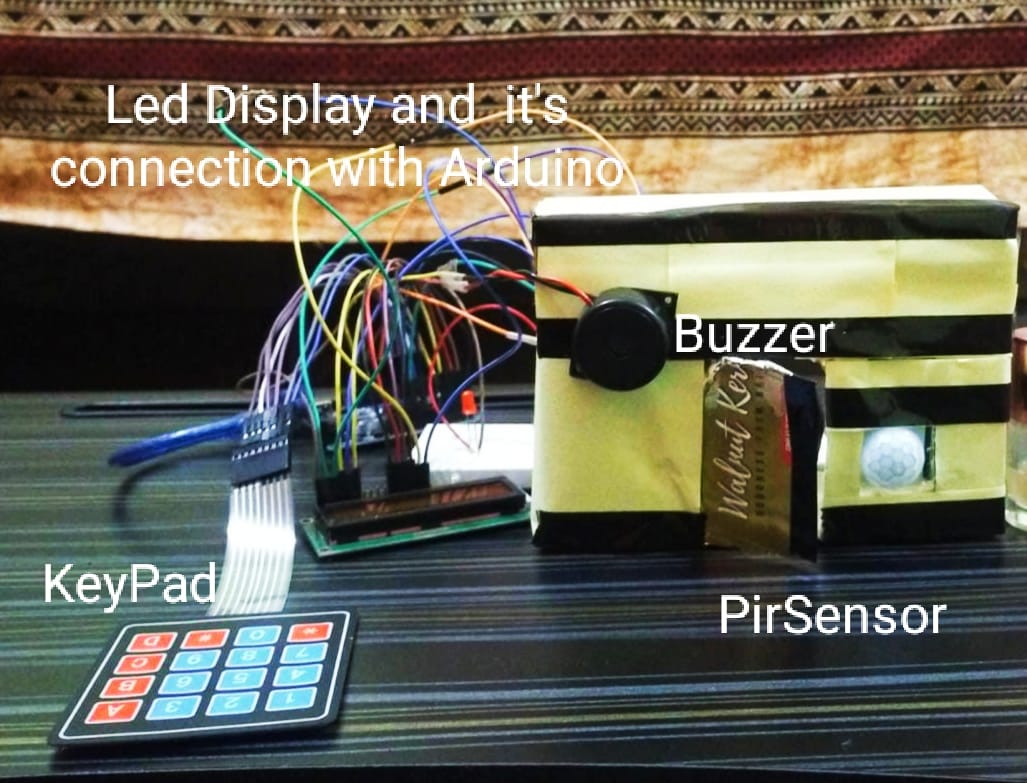 Led Display and it's
connection with Arduino
Buzzer
Walnut Ker
KeyPad
PirSensor
D # 0 *
C 9 8 7
B 6 5 4
A 3 2 1